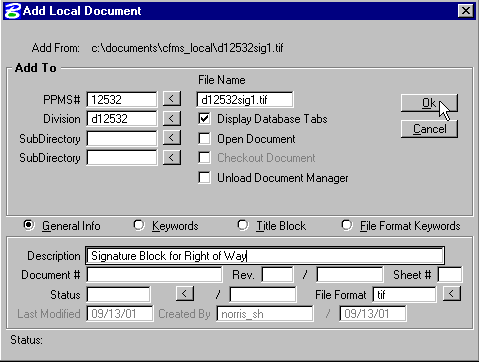 Add Local Document
Add From: c:\documents\cfms_local\d12532sig1.tif
Add To
File Name
PPMS# 12532 < d12532sig1.tif Ok
Division d12532 < Display Database Tabs
SubDirectory < Open Document Cancel
SubDirectory < Checkout Document
Unload Document Manager
General Info Keywords Title Block File Format Keywords
Description Signature Block for Right of Way
Document # Rev. / Sheet #
Status < / File Format tif <
Last Modified 09/13/01 Created By norris_sh / 09/13/01
Status: